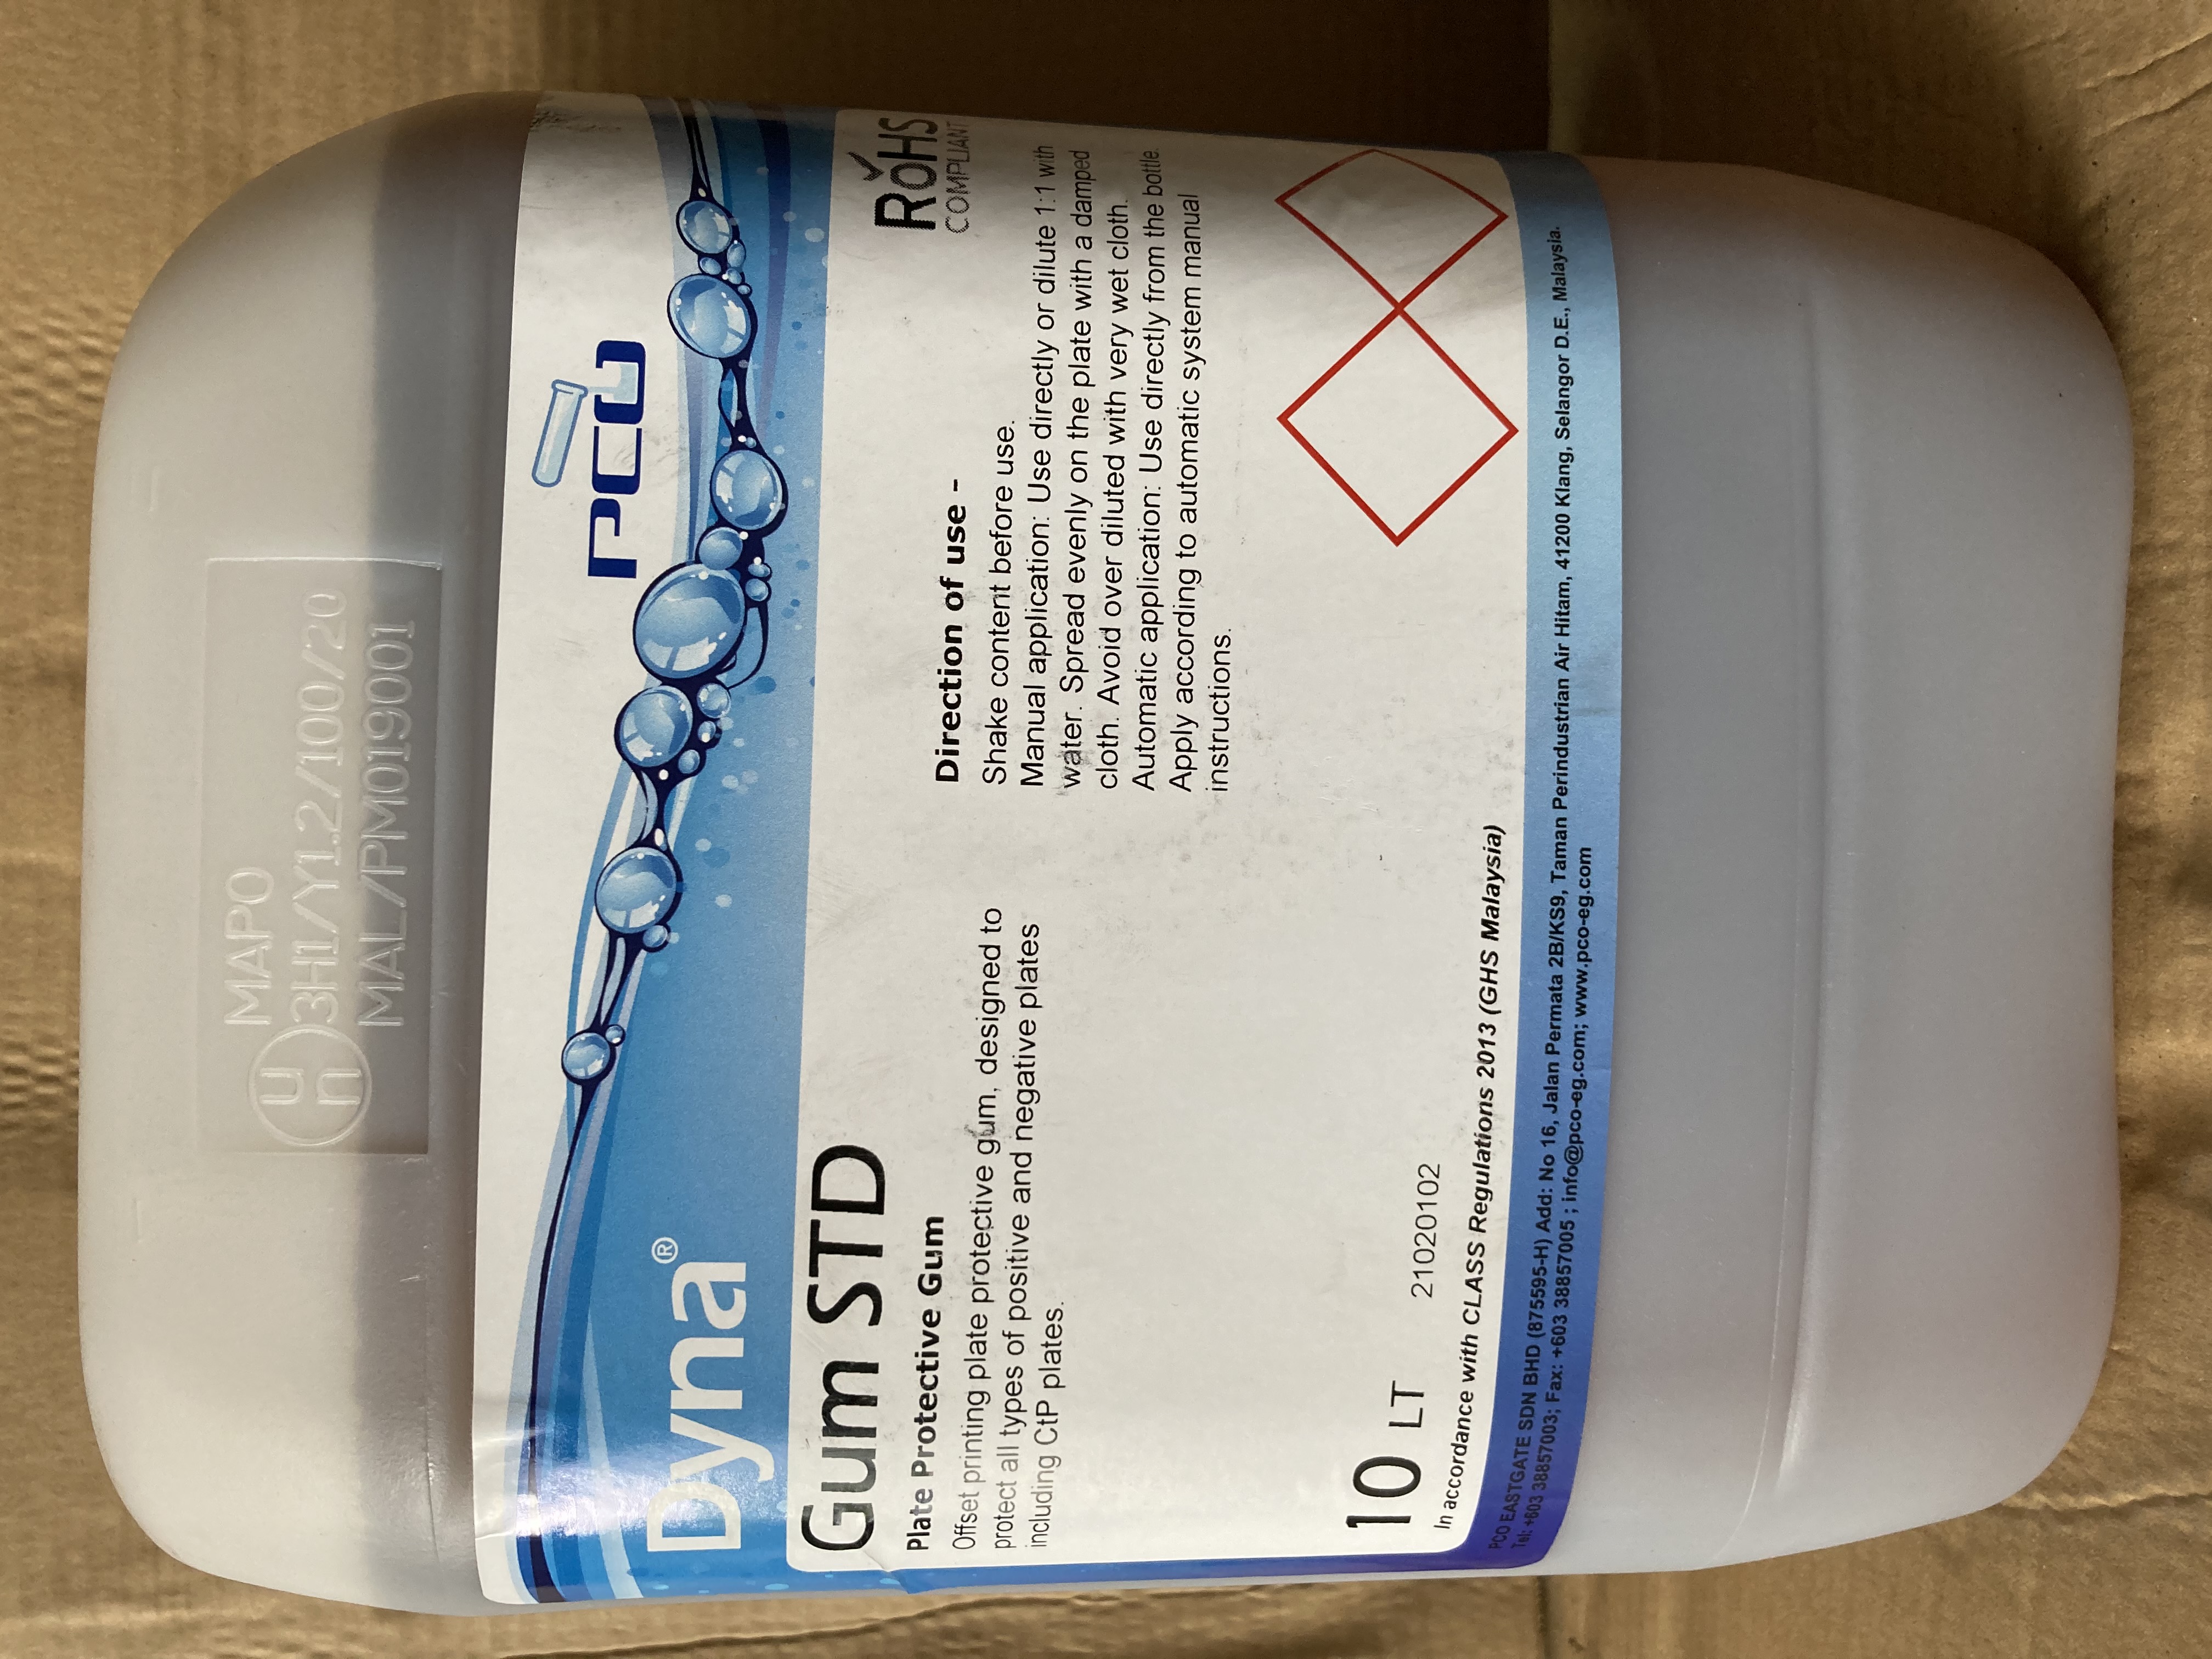 MAPO
un 3H1/Y1.2/100/20
MAL/PM019001
PCO
Dyna®
Gum STD
Plate Protective Gum
Offset printing plate protective gum, designed to
protect all types of positive and negative plates
including CtP plates.
RoHS
COMPLIANT
Direction of use -
Shake content before use.
Manual application: Use directly or dilute 1:1 with
water. Spread evenly on the plate with a damped
cloth. Avoid over diluted with very wet cloth.
Automatic application: Use directly from the bottle.
Apply according to automatic system manual
instructions.
10 LT
21020102
In accordance with CLASS Regulations 2013 (GHS Malaysia)
PCO EASTGATE SDN BHD (875595-H) Add: No 16, Jalan Permata 2B/KS9, Taman Perindustrian Air Hitam, 41200 Klang, Selangor D.E., Malaysia.
Tel: +603 38857003; Fax: +603 38857005 ; info@pco-eg.com; www.pco-eg.com